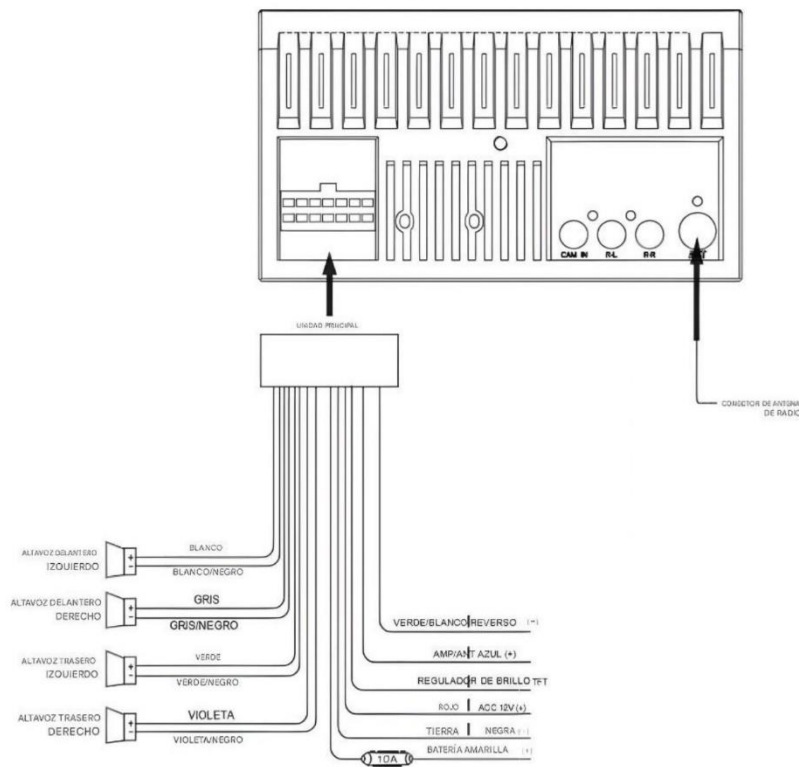 CAM IN R-L R-R ANT
UNIDAD PRINCIPAL
CONECTOR DE ANTENA
DE RADIO
ALTAVOZ DELANTERO
IZQUIERDO
+
-
BLANCO
BLANCO/NEGRO
ALTAVOZ DELANTERO
DERECHO
+
-
GRIS
GRIS/NEGRO
ALTAVOZ TRASERO
IZQUIERDO
+
-
VERDE
VERDE/NEGRO
ALTAVOZ TRASERO
DERECHO
+
-
VIOLETA
VIOLETA/NEGRO
VERDE/BLANCO REVERSO
AMP/ANT AZUL (+)
REGULADOR DE BRILLO TFT
ROJO ACC 12V (+)
TIERRA NEGRA (-)
BATERÍA AMARILLA (+)
10A